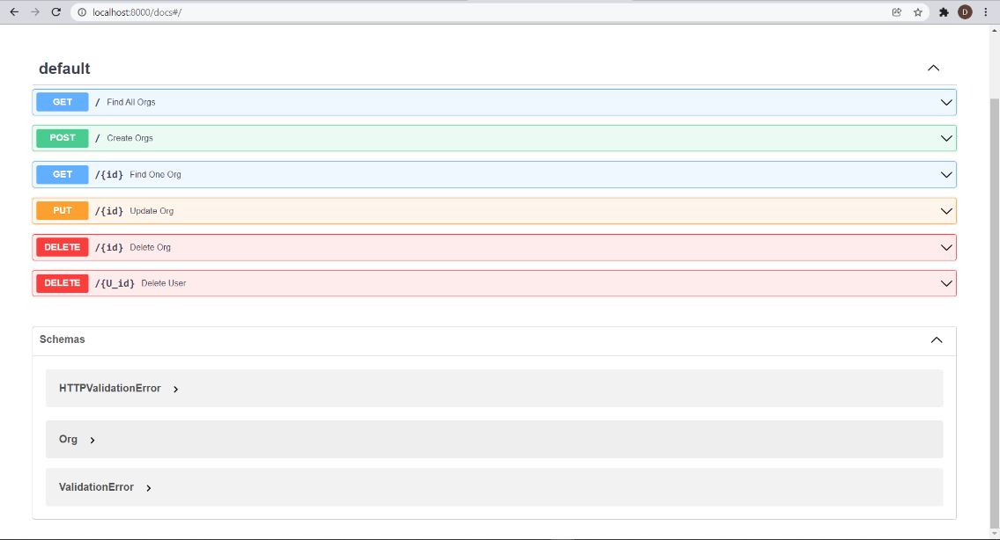 localhost:8000/docs#/
D
default
GET / Find All Orgs
POST / Create Orgs
GET /{id} Find One Org
PUT /{id} Update Org
DELETE /{id} Delete Org
DELETE /{U_id} Delete User
Schemas
HTTPValidationError
Org
ValidationError